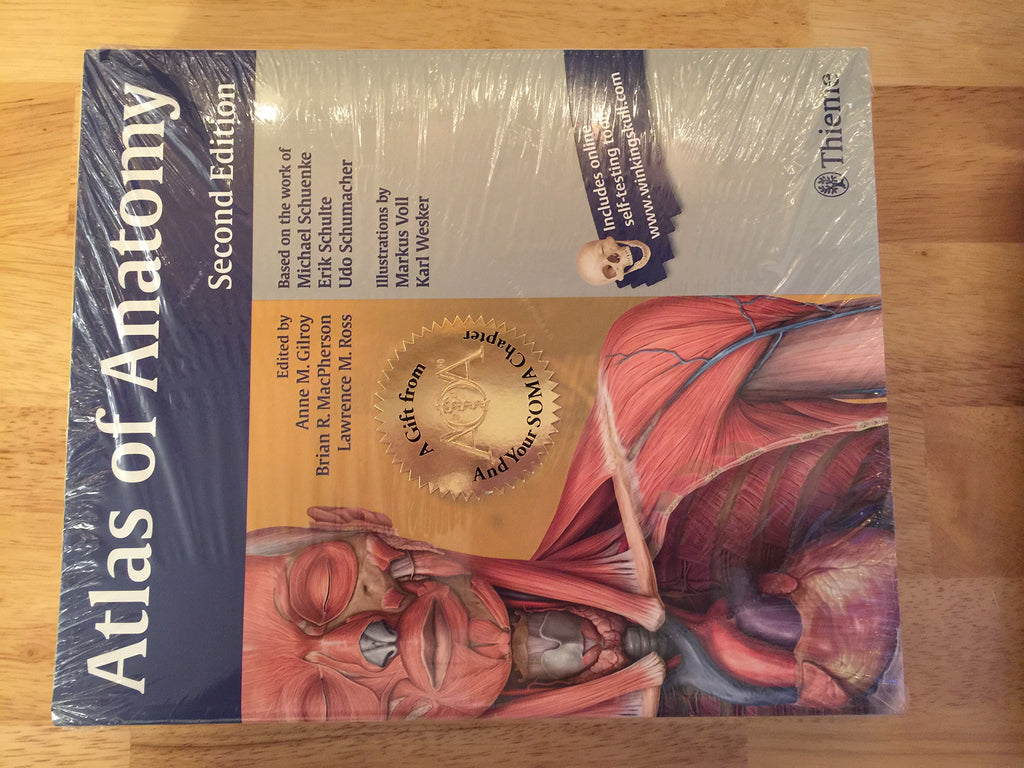 Atlas of Anatomy
Second Edition
Edited by
Anne M. Gilroy
Brian R. MacPherson
Lawrence M. Ross
Based on the work of
Michael Schuenke
Erik Schulte
Udo Schumacher
Illustrations by
Markus Voll
Karl Wesker
A Gift from
AOA
And Your SOMA Chapter
Includes online
self-testing tool
www.winkingskull.com
Thieme